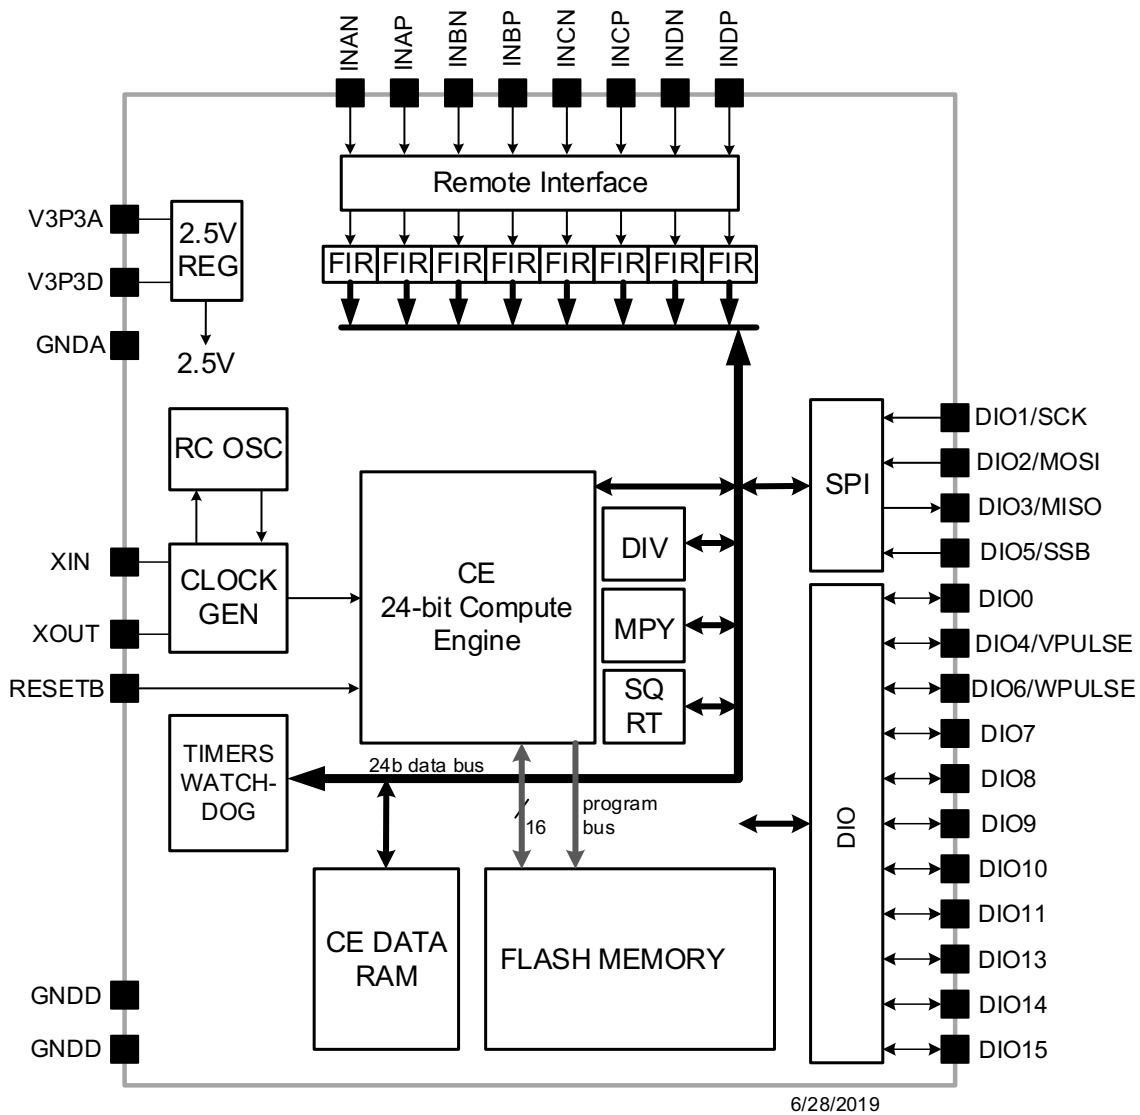 INAN
INAP
INBN
INBP
INCN
INCP
INDN
INDP
Remote Interface
FIR FIR FIR FIR FIR FIR FIR FIR
V3P3A
V3P3D
GNDA
2.5V
REG
2.5V
RC OSC
XIN
XOUT
RESETB
CLOCK
GEN
CE
24-bit Compute
Engine
DIV
MPY
SQ
RT
SPI
DIO1/SCK
DIO2/MOSI
DIO3/MISO
DIO5/SSB
DIO
DIO0
DIO4/VPULSE
DIO6/WPULSE
DIO7
DIO8
DIO9
DIO10
DIO11
DIO13
DIO14
DIO15
TIMERS
WATCH-
DOG
24b data bus
16
program
bus
CE DATA
RAM
FLASH MEMORY
GNDD
GNDD
6/28/2019